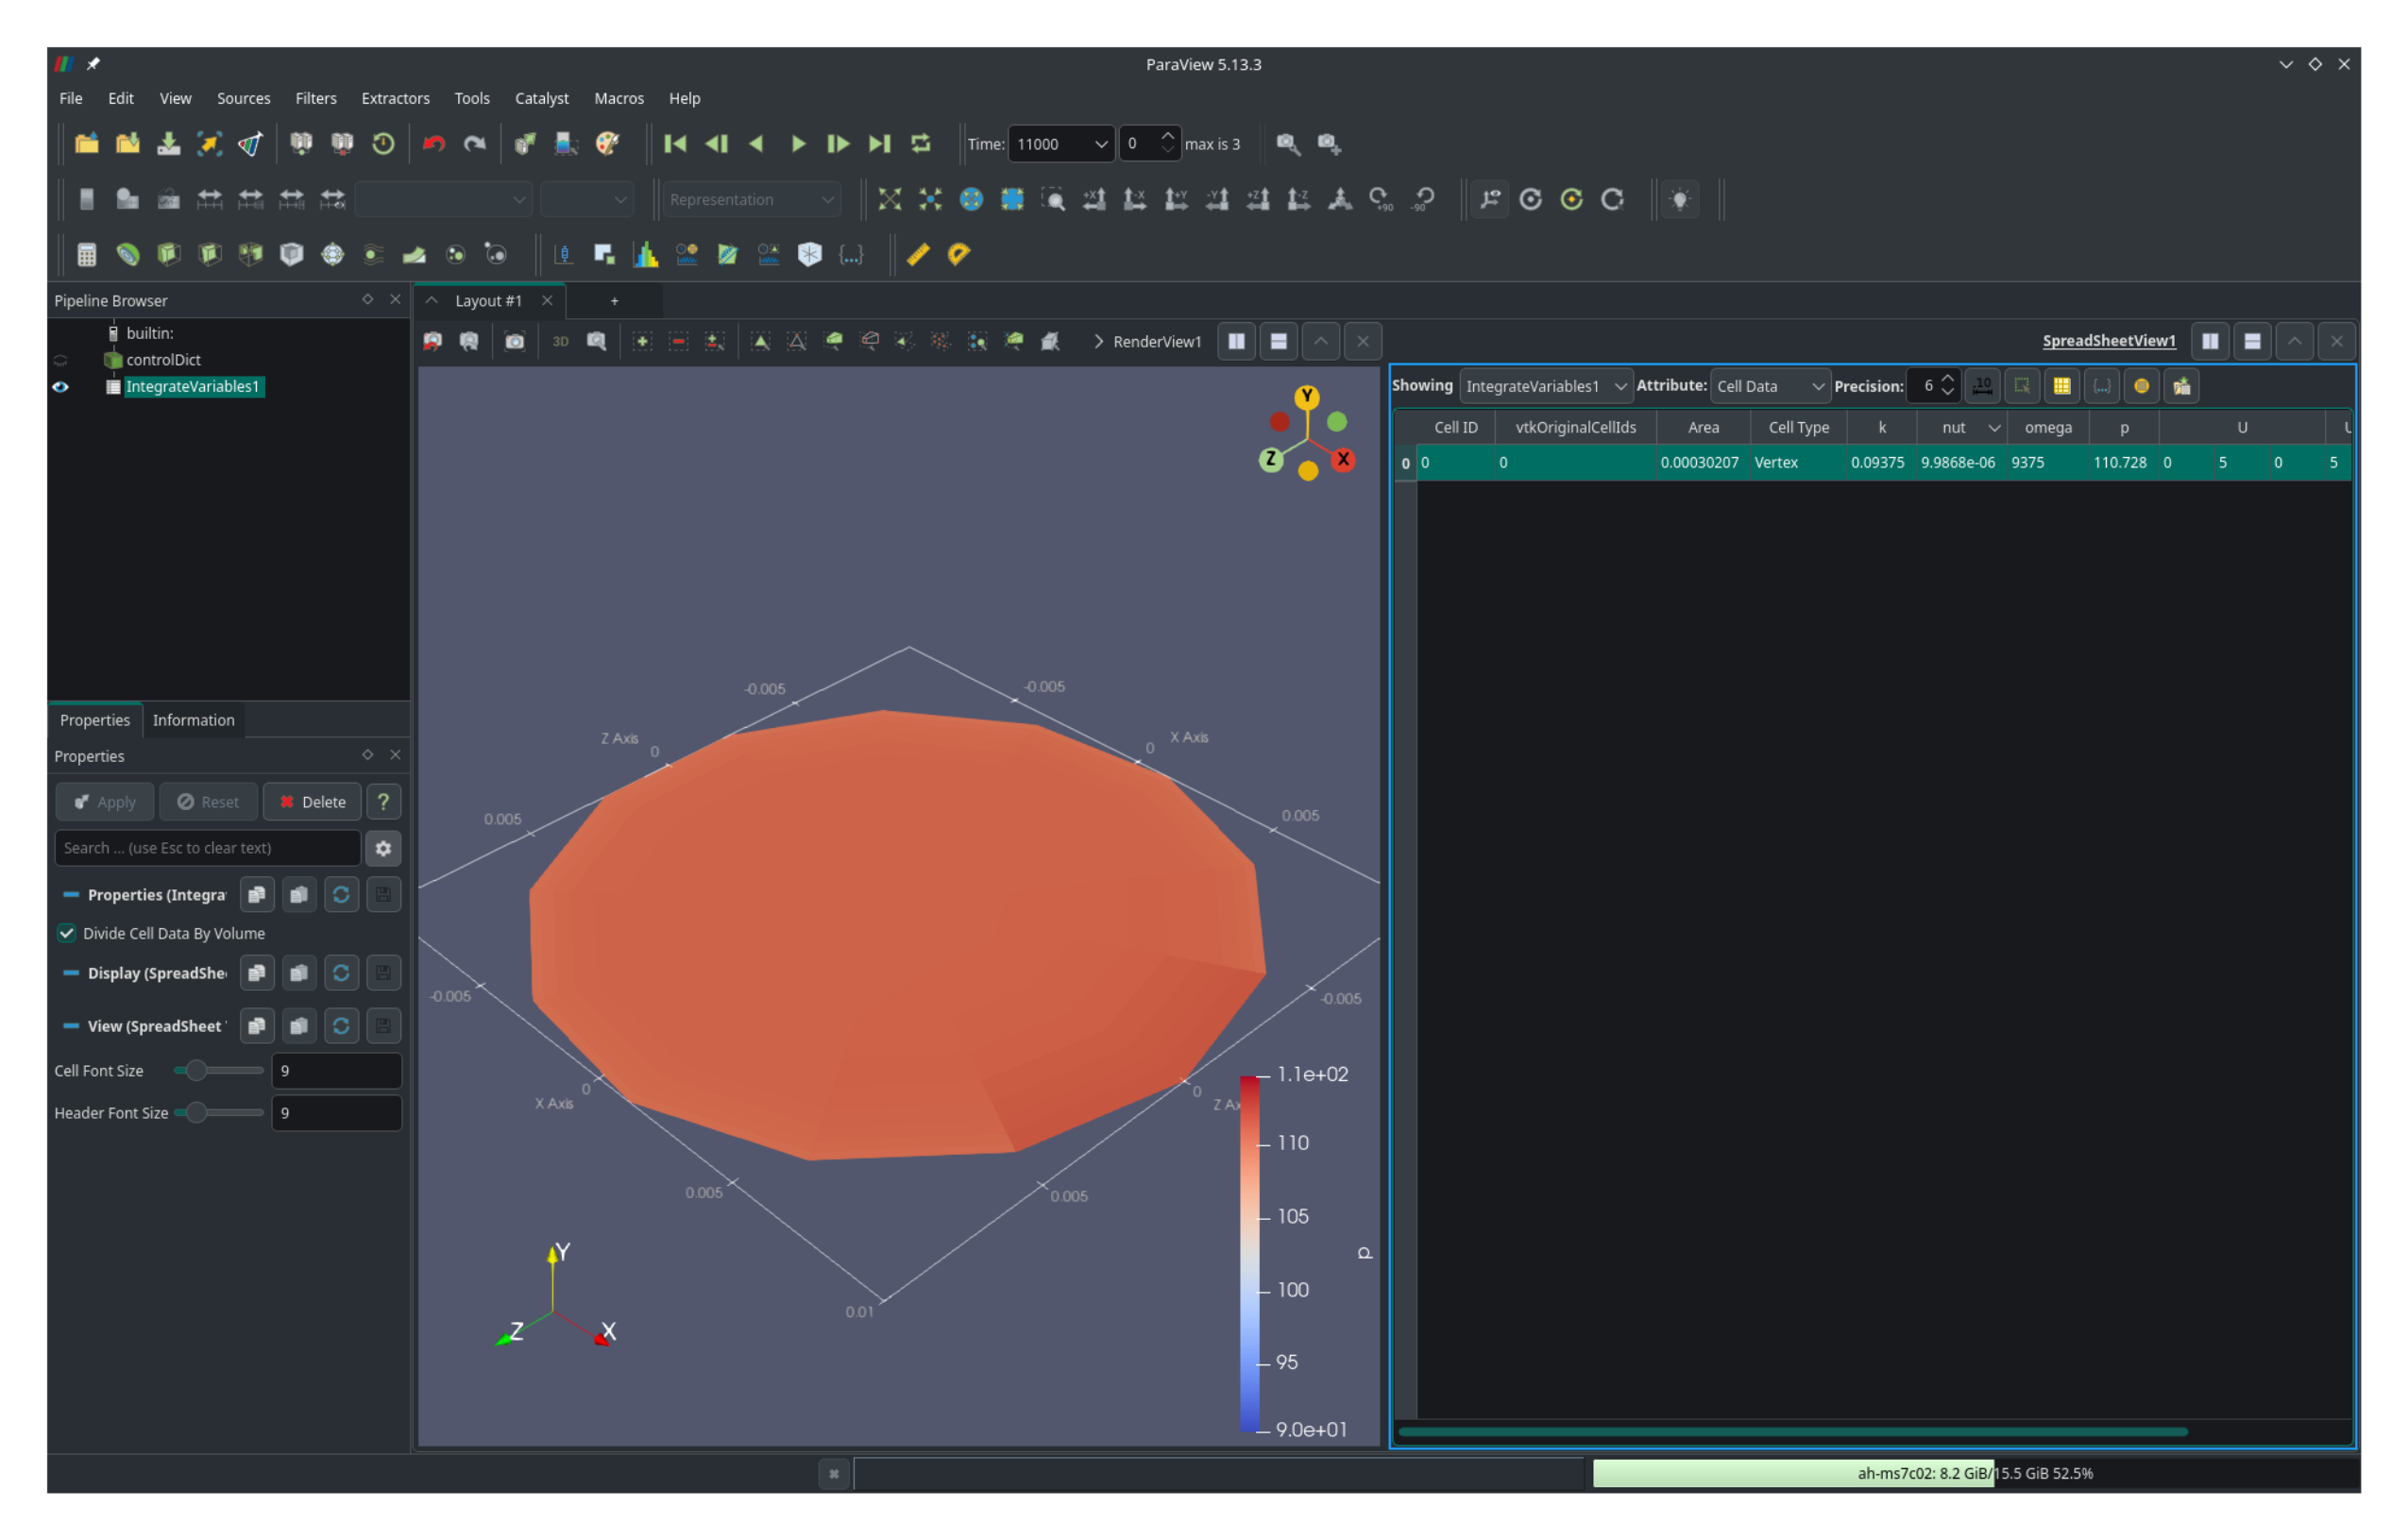 ParaView 5.13.3
File Edit View Sources Filters Extractors Tools Catalyst Macros Help
Time: 11000 0 max is 3
Representation
+X -X +Y -Y +Z -Z +90 -90
Pipeline Browser
Layout #1 +
builtin:
controlDict
IntegrateVariables1
3D RenderView1
SpreadSheetView1
Showing IntegrateVariables1 Attribute: Cell Data Precision: 6 .10
Cell ID vtkOriginalCellIds Area Cell Type k nut omega p U
0 0 0 0.00030207 Vertex 0.09375 9.9868e-06 9375 110.728 0 5 0 5
Y
Z X
-0.005 -0.005
Z Axis 0
0 X Axis
0.005 0.005
-0.005 -0.005
X Axis 0
0 Z Ax
0.005 0.005
0.01
1.1e+02
110
105
p
100
95
9.0e+01
Y
Z X
Properties Information
Properties
Apply Reset Delete ?
Search ... (use Esc to clear text)
Properties (Integra
Divide Cell Data By Volume
Display (SpreadShe
View (SpreadSheet
Cell Font Size 9
Header Font Size 9
ah-ms7c02: 8.2 GiB/15.5 GiB 52.5%